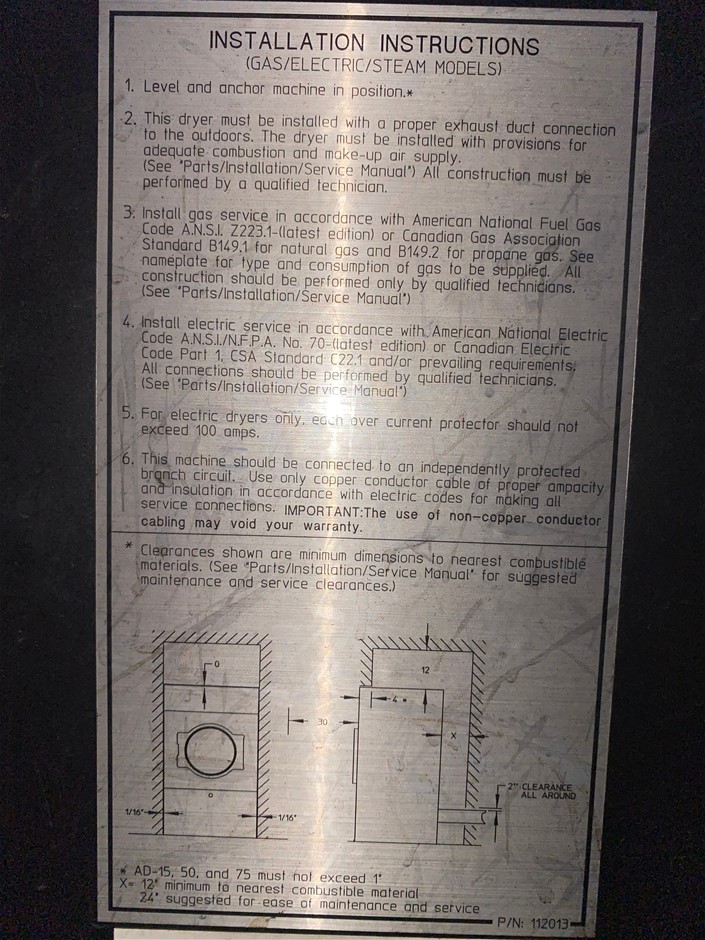 INSTALLATION INSTRUCTIONS
(GAS/ELECTRIC/STEAM MODELS)
1. Level and anchor machine in position.*
2. This dryer must be installed with a proper exhaust duct connection
to the outdoors. The dryer must be installed with provisions for
adequate combustion and make-up air supply.
(See "Parts/Installation/Service Manual") All construction must be
performed by a qualified technician.
3. Install gas service in accordance with American National Fuel Gas
Code A.N.S.I. Z223.1-(latest edition) or Canadian Gas Association
Standard B149.1 for natural gas and B149.2 for propane gas. See
nameplate for type and consumption of gas to be supplied. All
construction should be performed only by qualified technicians.
(See "Parts/Installation/Service Manual")
4. Install electric service in accordance with American National Electric
Code A.N.S.I./N.F.P.A. No. 70-(latest edition) or Canadian Electric
Code Part 1, CSA Standard C22.1 and/or prevailing requirements.
All connections should be performed by qualified technicians.
(See "Parts/Installation/Service Manual")
5. For electric dryers only, each over current protector should not
exceed 100 amps.
6. This machine should be connected to an independently protected
branch circuit. Use only copper conductor cable of proper ampacity
and insulation in accordance with electric codes for making all
service connections. IMPORTANT:The use of non-copper conductor
cabling may void your warranty.
* Clearances shown are minimum dimensions to nearest combustible
materials. (See "Parts/Installation/Service Manual" for suggested
maintenance and service clearances.)
0
12
4 *
30
X
2" CLEARANCE
ALL AROUND
1/16"
1/16"
* AD-15, 50, and 75 must not exceed 1"
X= 12" minimum to nearest combustible material
24" suggested for ease of maintenance and service
P/N: 112013